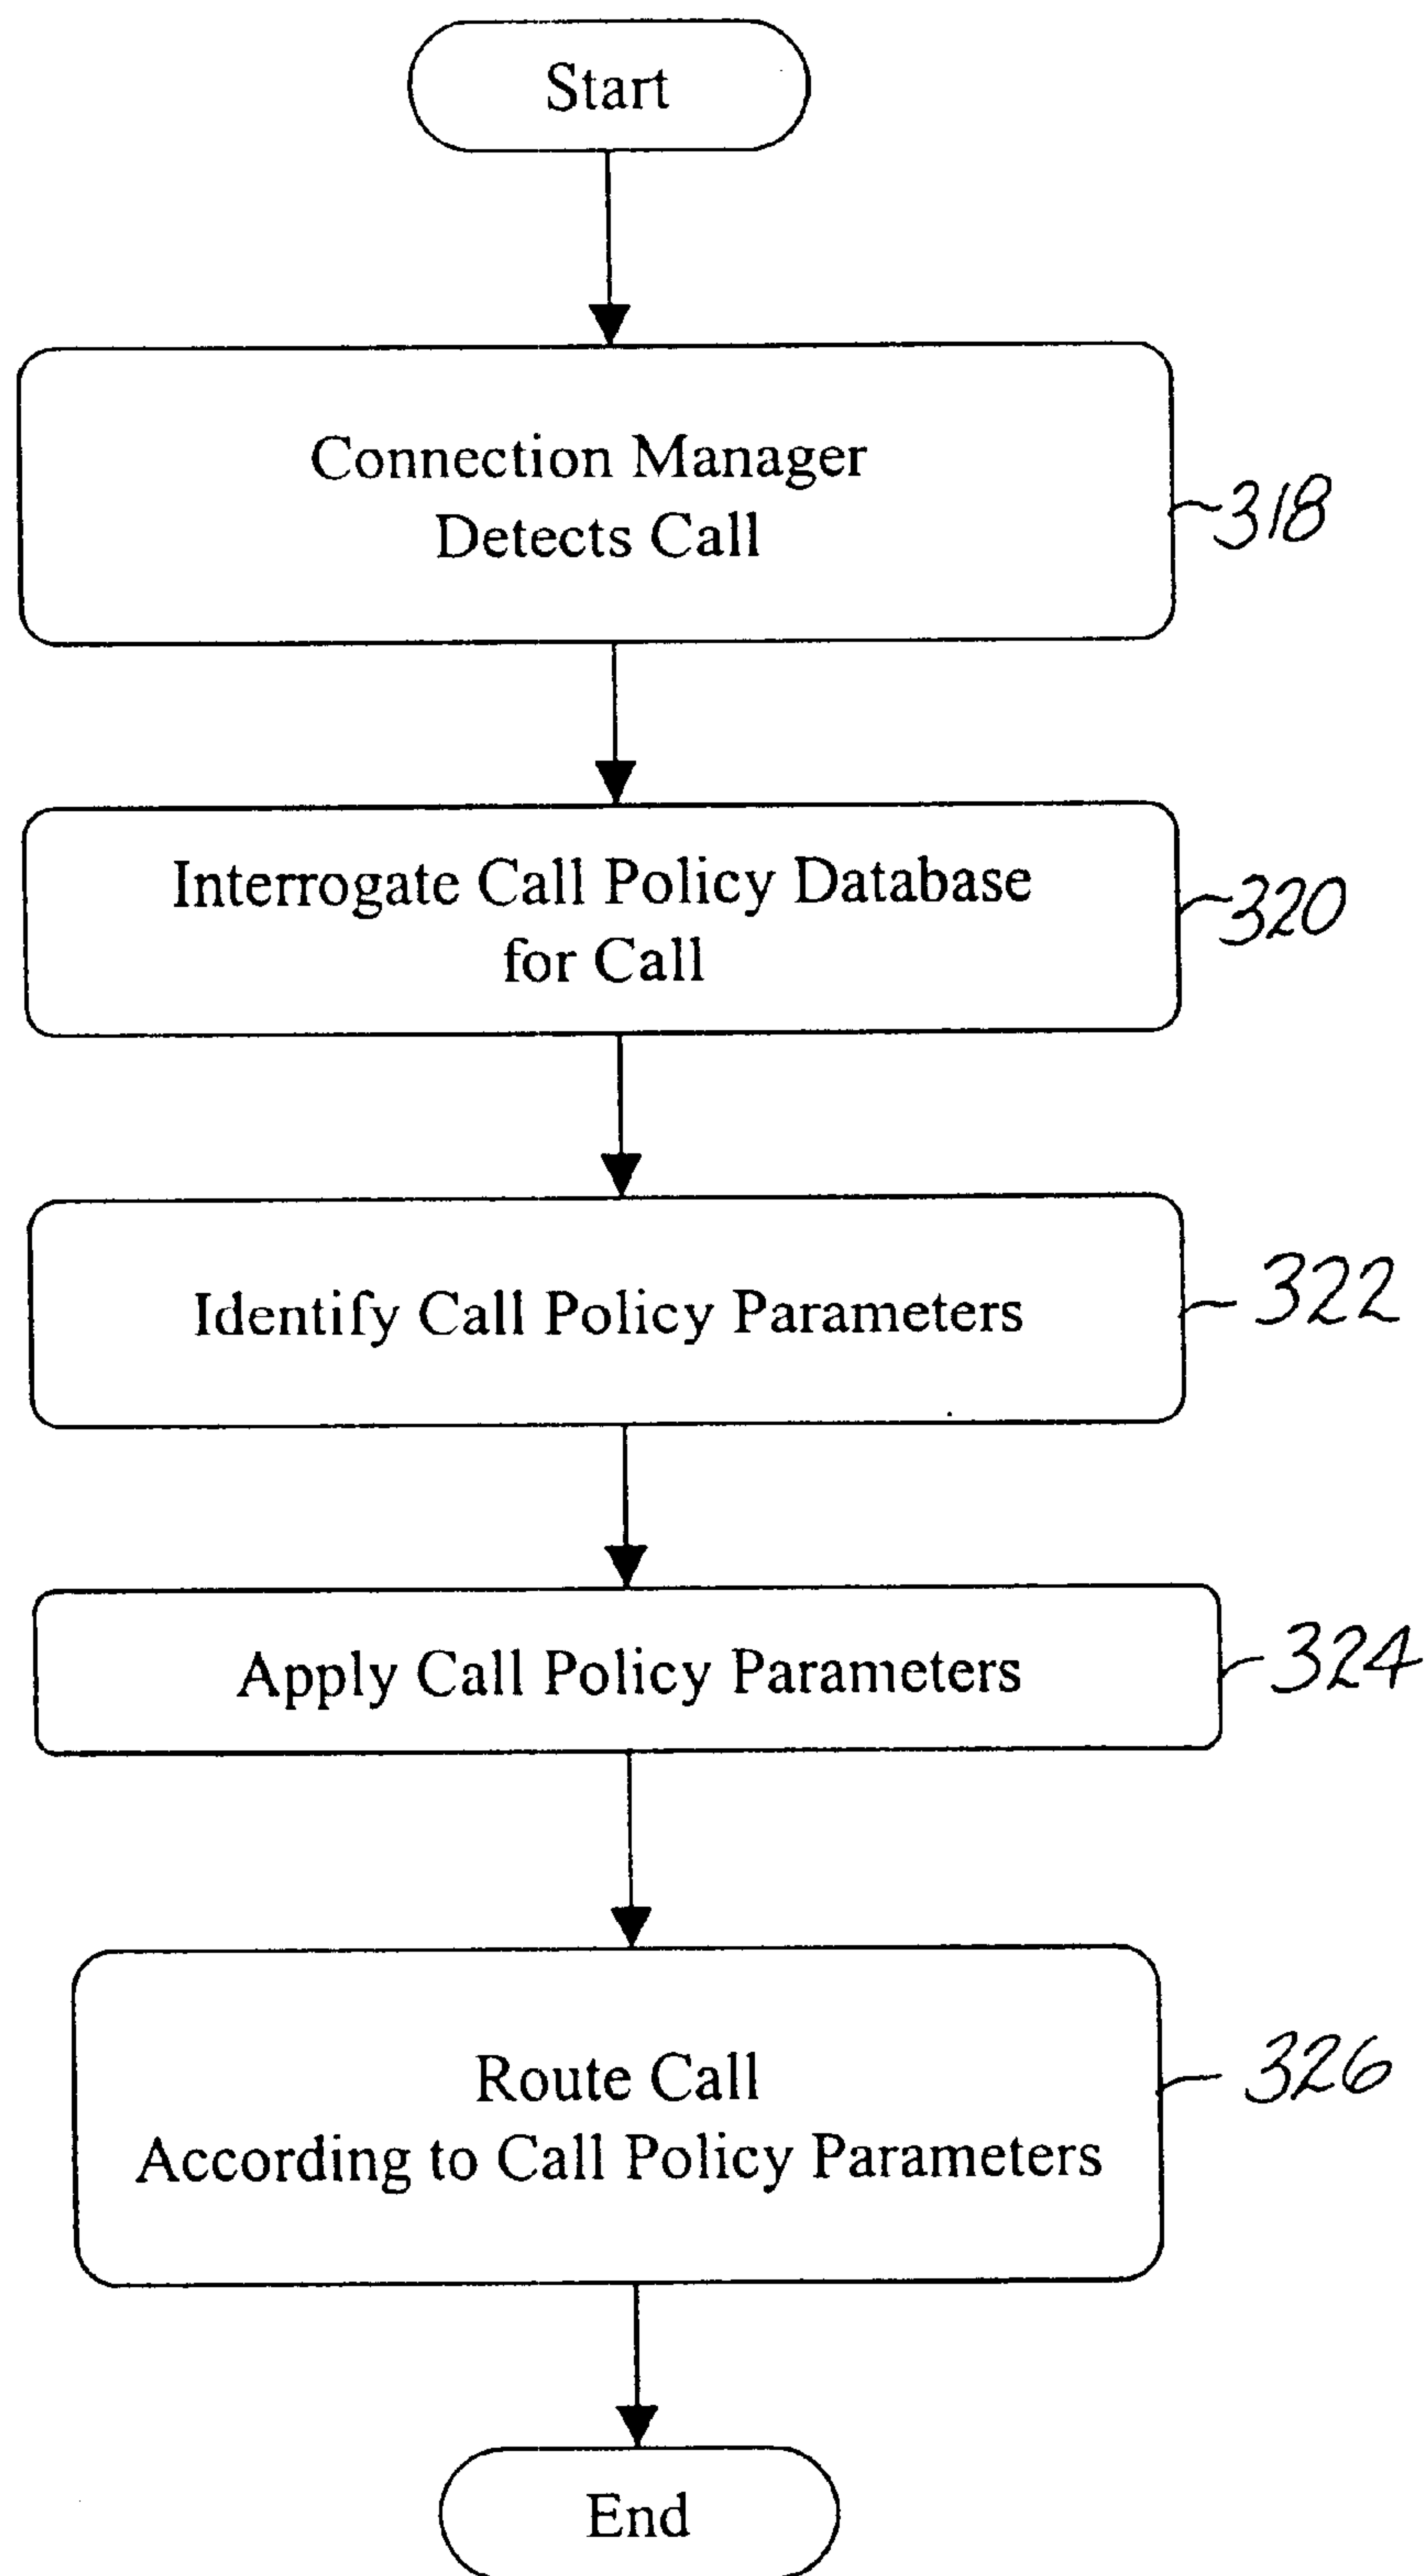 Start
Connection Manager
Detects Call
318
Interrogate Call Policy Database
for Call
320
Identify Call Policy Parameters
322
Apply Call Policy Parameters
324
Route Call
According to Call Policy Parameters
326
End